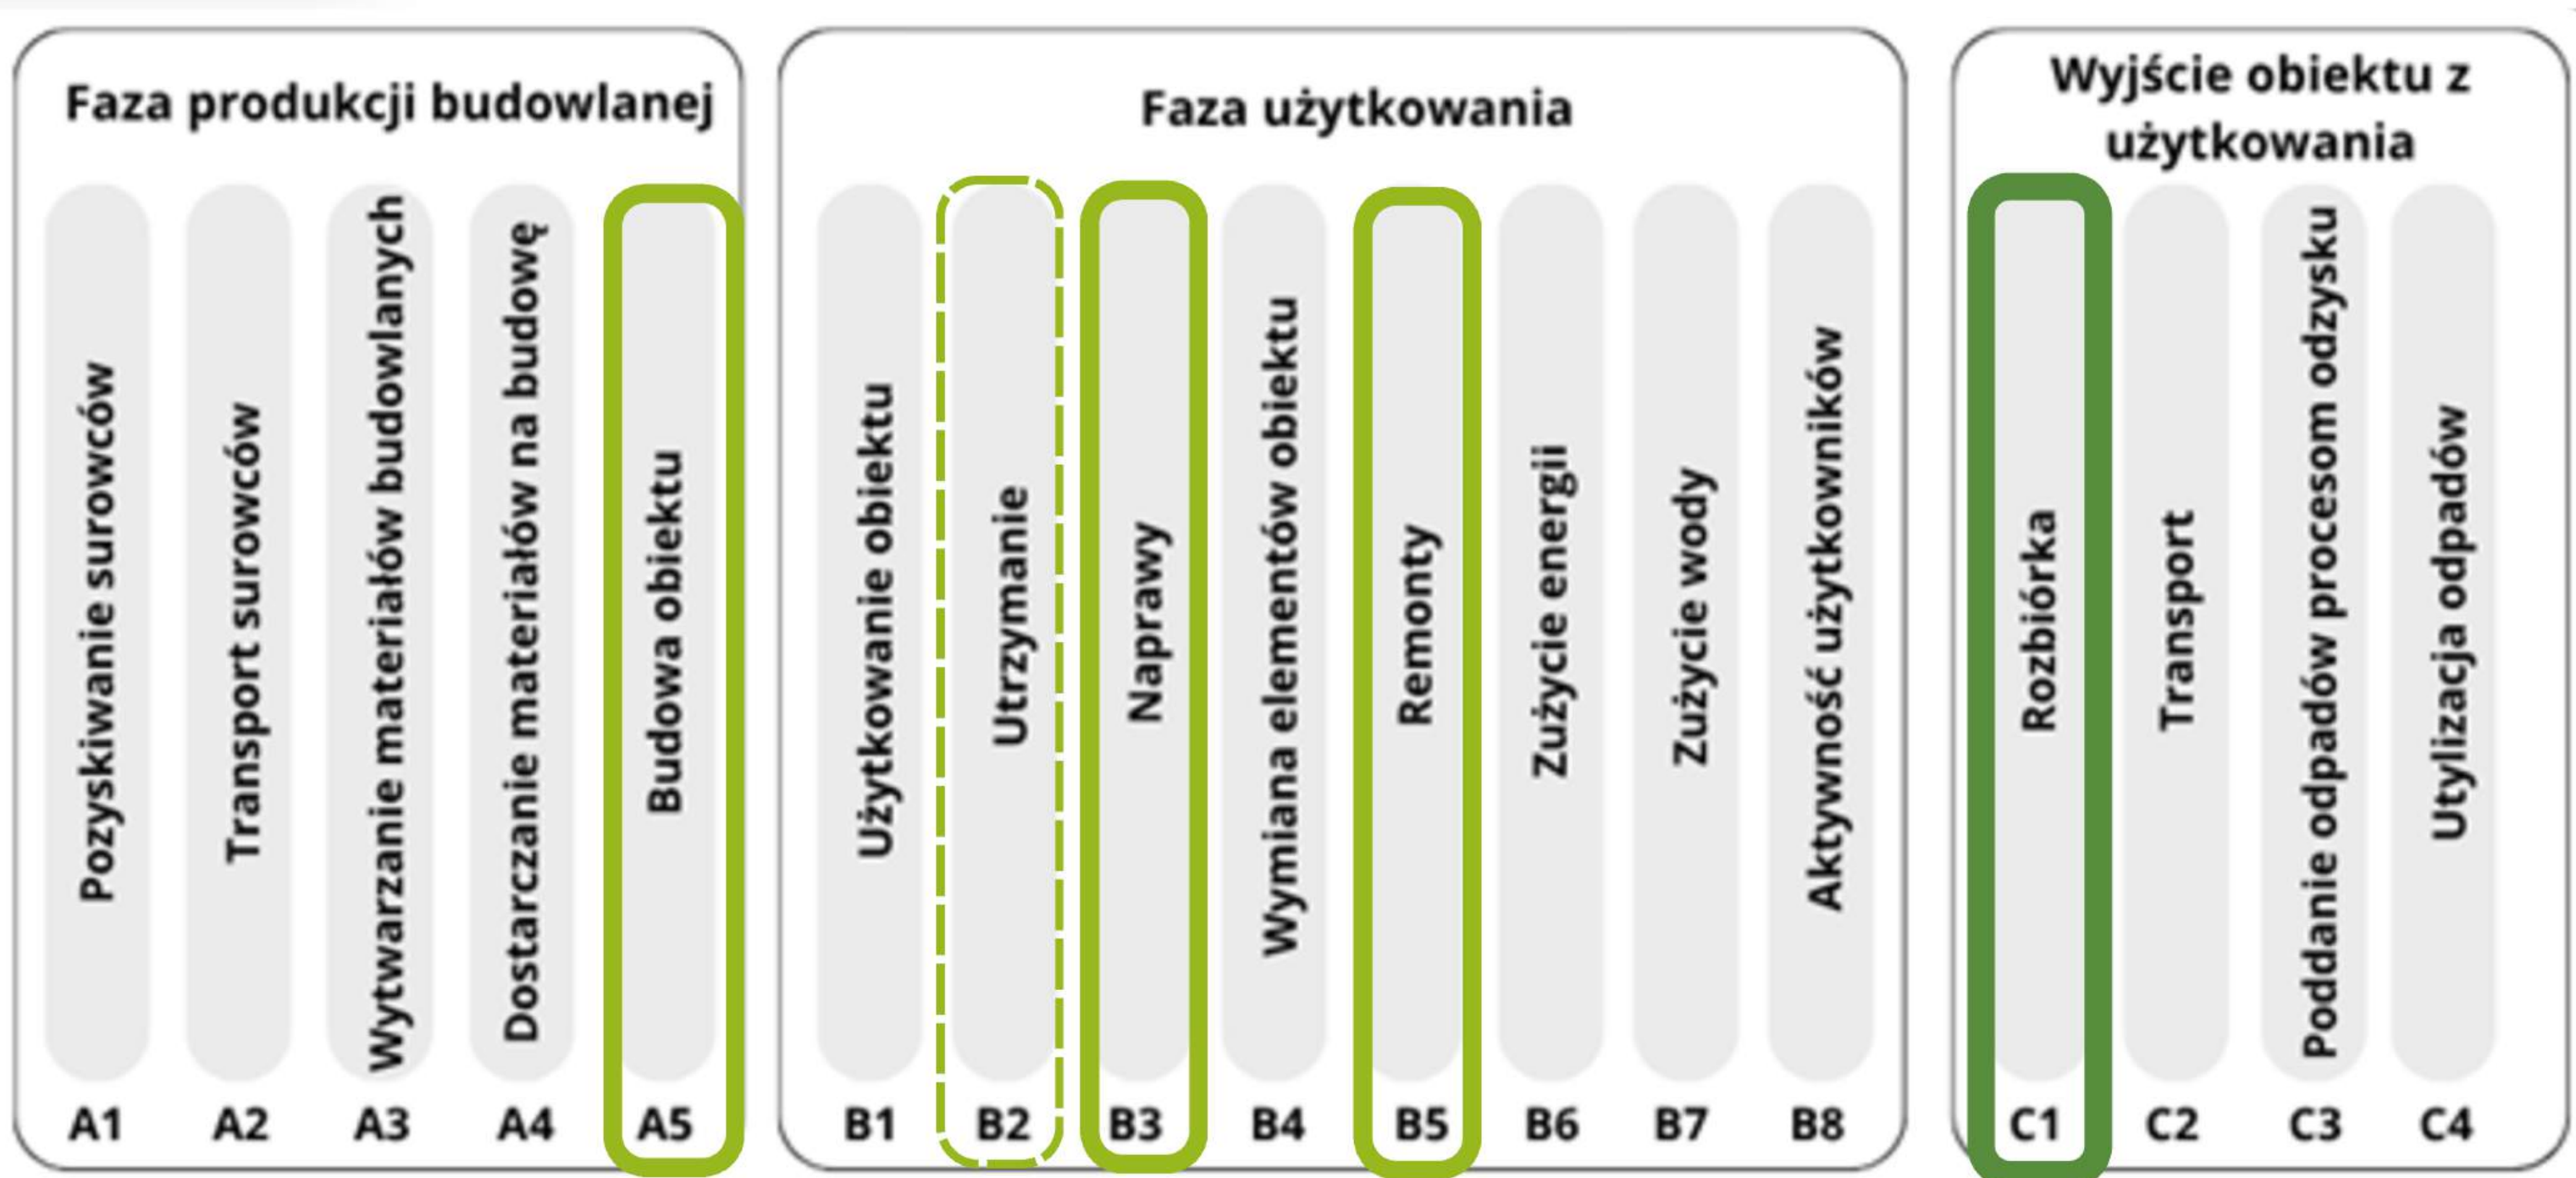 Faza produkcji budowlanej
Pozyskiwanie surowców
Transport surowców
Wytwarzanie materiałów budowlanych
Dostarczanie materiałów na budowę
Budowa obiektu
A1 A2 A3 A4 A5
Faza użytkowania
Użytkowanie obiektu
Utrzymanie
Naprawy
Wymiana elementów obiektu
Remonty
Zużycie energii
Zużycie wody
Aktywność użytkowników
B1 B2 B3 B4 B5 B6 B7 B8
Wyjście obiektu z
użytkowania
Rozbiórka
Transport
Poddanie odpadów procesom odzysku
Utylizacja odpadów
C1 C2 C3 C4